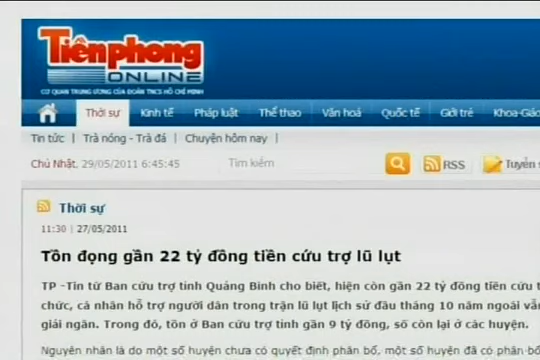 Tiềnphong
ONLINE
CƠ QUAN TRUNG ƯƠNG CỦA ĐOÀN TNCS HỒ CHÍ MINH
Thời sự Kinh tế Pháp luật Thể thao Văn hoá Quốc tế Giới trẻ Khoa-Giáo
Tin tức | Trà nóng - Trà đá | Chuyện hôm nay |
Chủ Nhật, 29/05/2011 6:45:45 Tìm kiếm RSS Tuyển
Thời sự
11:30 | 27/05/2011
Tồn đọng gần 22 tỷ đồng tiền cứu trợ lũ lụt
TP -Tin từ Ban cứu trợ tỉnh Quảng Bình cho biết, hiện còn gần 22 tỷ đồng tiền cứu t
chức, cá nhân hỗ trợ người dân trong trận lũ lụt lịch sử đầu tháng 10 năm ngoái vẫ
giải ngân. Trong đó, tồn ở Ban cứu trợ tỉnh gần 9 tỷ đồng, số còn lại ở các huyện.
Nguyên nhân là do một số huyện chưa có quyết định phân bổ, một số huyện đã có phân bổ